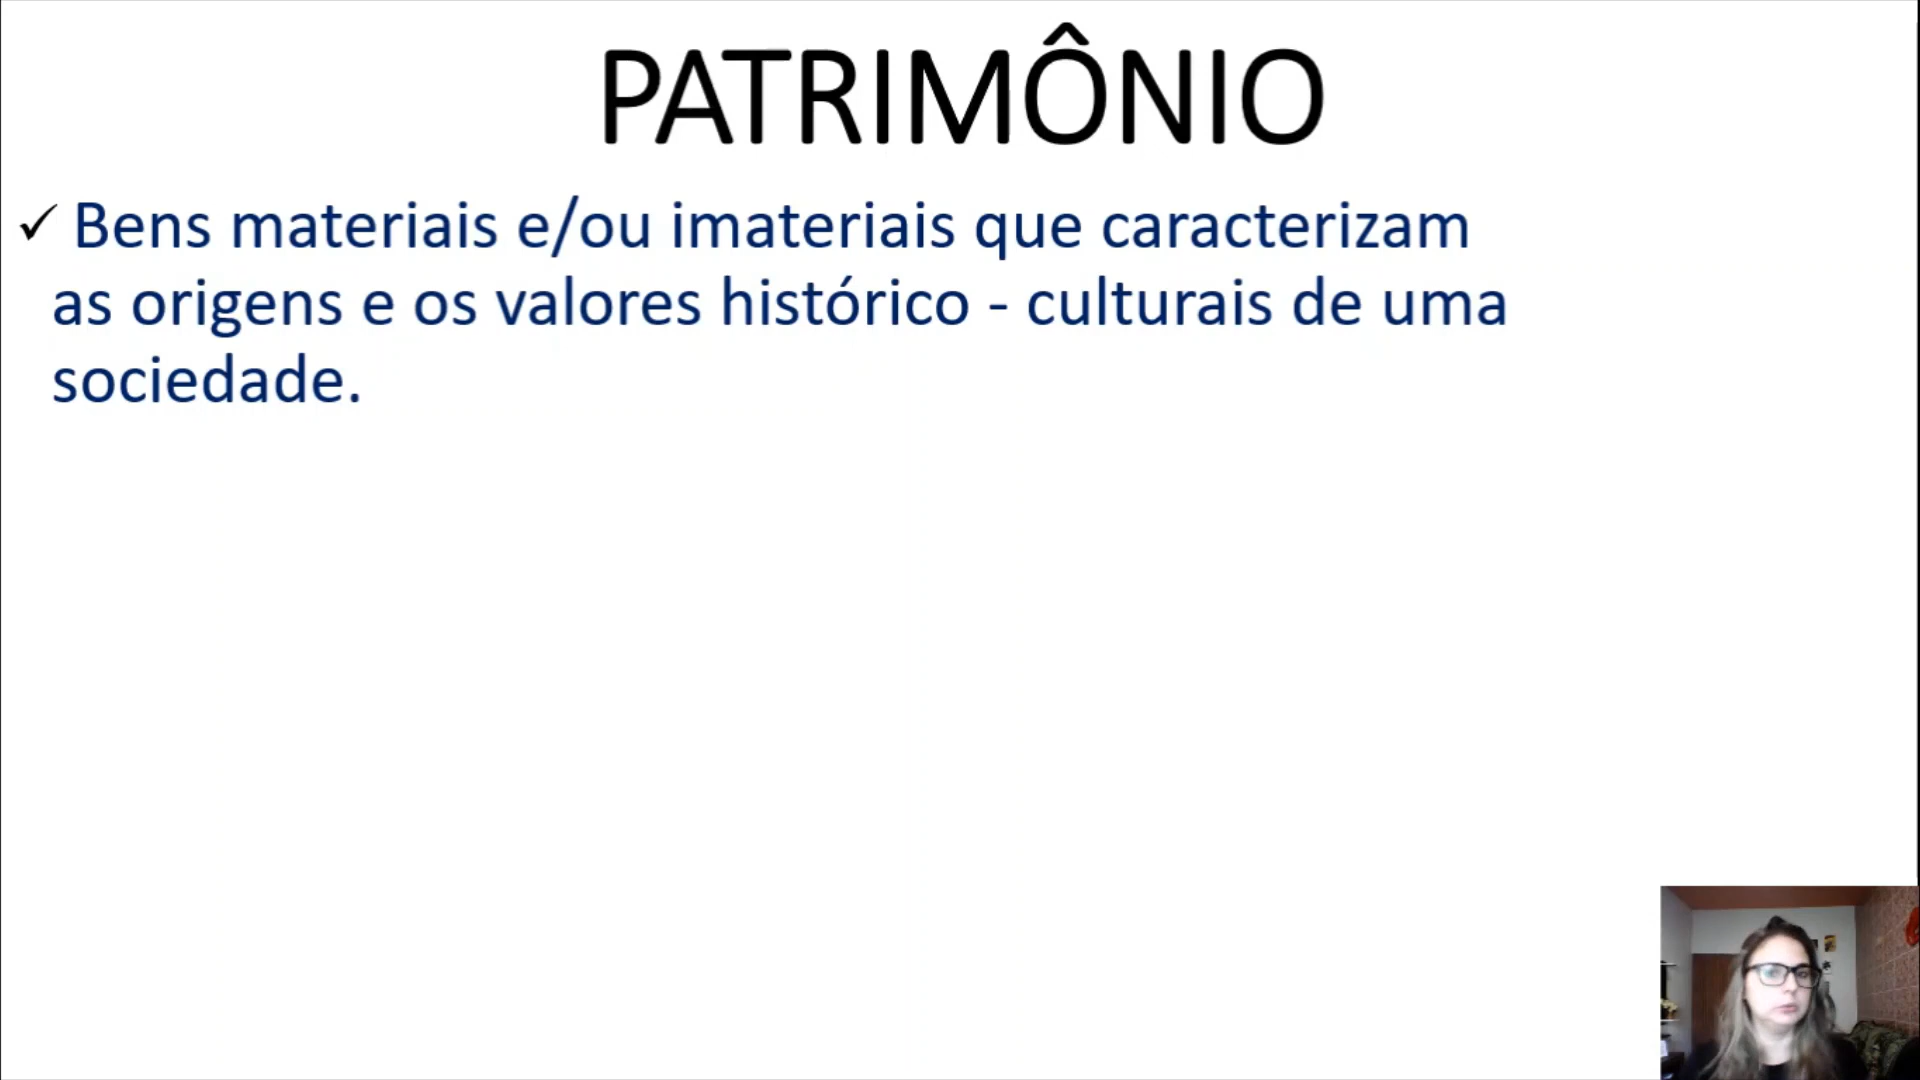 PATRIMÔNIO
✓ Bens materiais e/ou imateriais que caracterizam
as origens e os valores histórico - culturais de uma
sociedade.